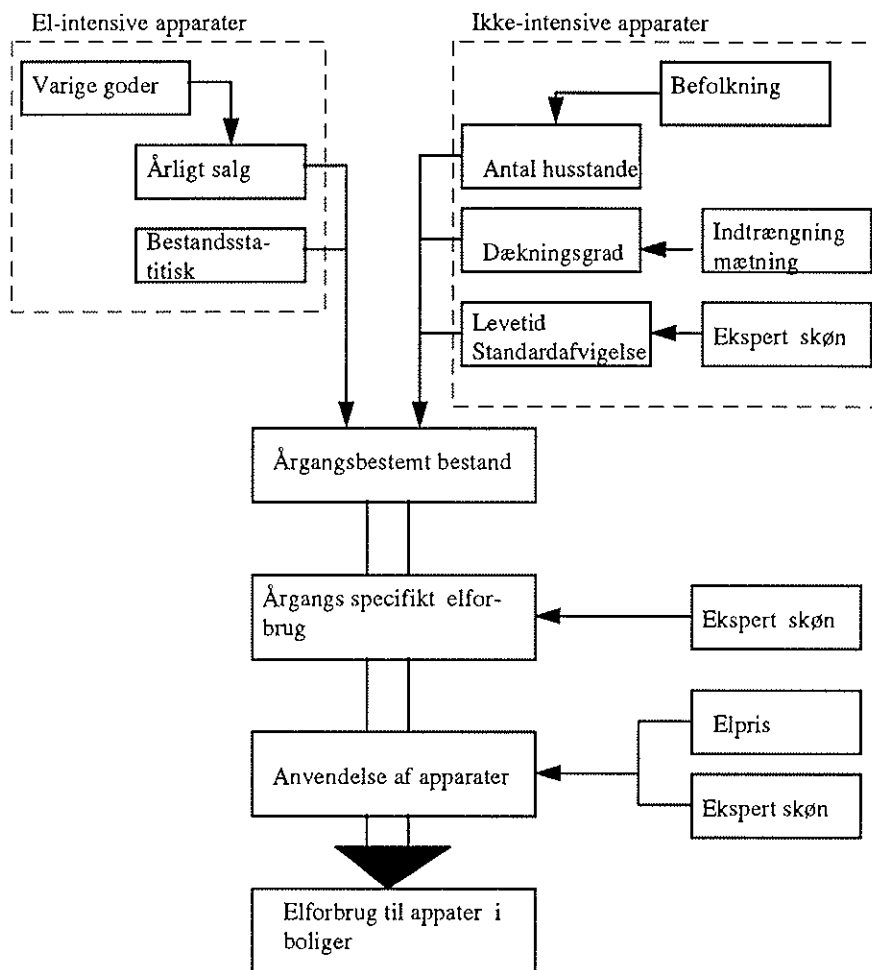 El-intensive apparater
Ikke-intensive apparater
Varige goder
Befolkning
Årligt salg
Antal husstande
Bestandssta-
titisk
Dækningsgrad
Indtrængning
mætning
Levetid
Standardafvigelse
Ekspert skøn
Årgangsbestemt bestand
Årgangs specifikt elfor-
brug
Ekspert skøn
Elpris
Anvendelse af apparater
Ekspert skøn
Elforbrug til appater i
boliger